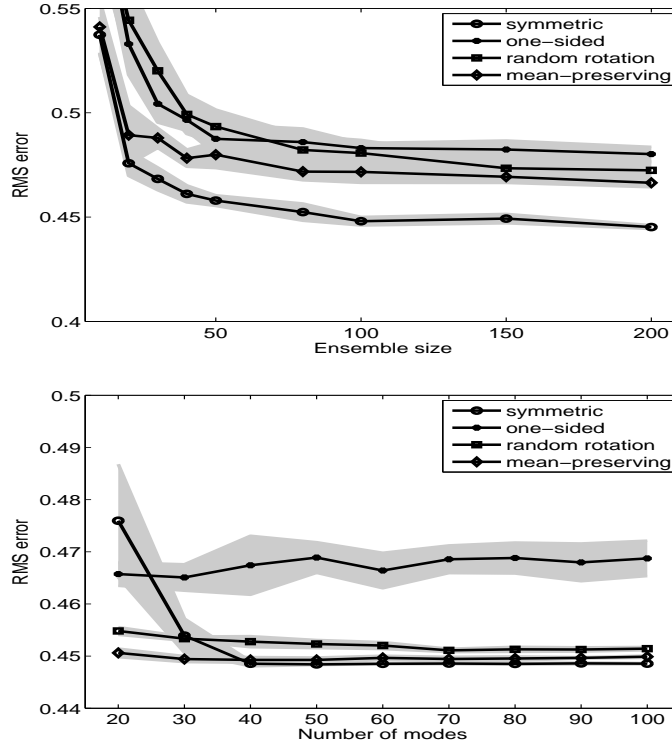 0.55
0.5
0.45
0.4
RMS error
symmetric
one−sided
random rotation
mean−preserving
50
100
150
200
Ensemble size
0.5
0.49
0.48
0.47
0.46
0.45
0.44
RMS error
symmetric
one−sided
random rotation
mean−preserving
20
30
40
50
60
70
80
90
100
Number of modes